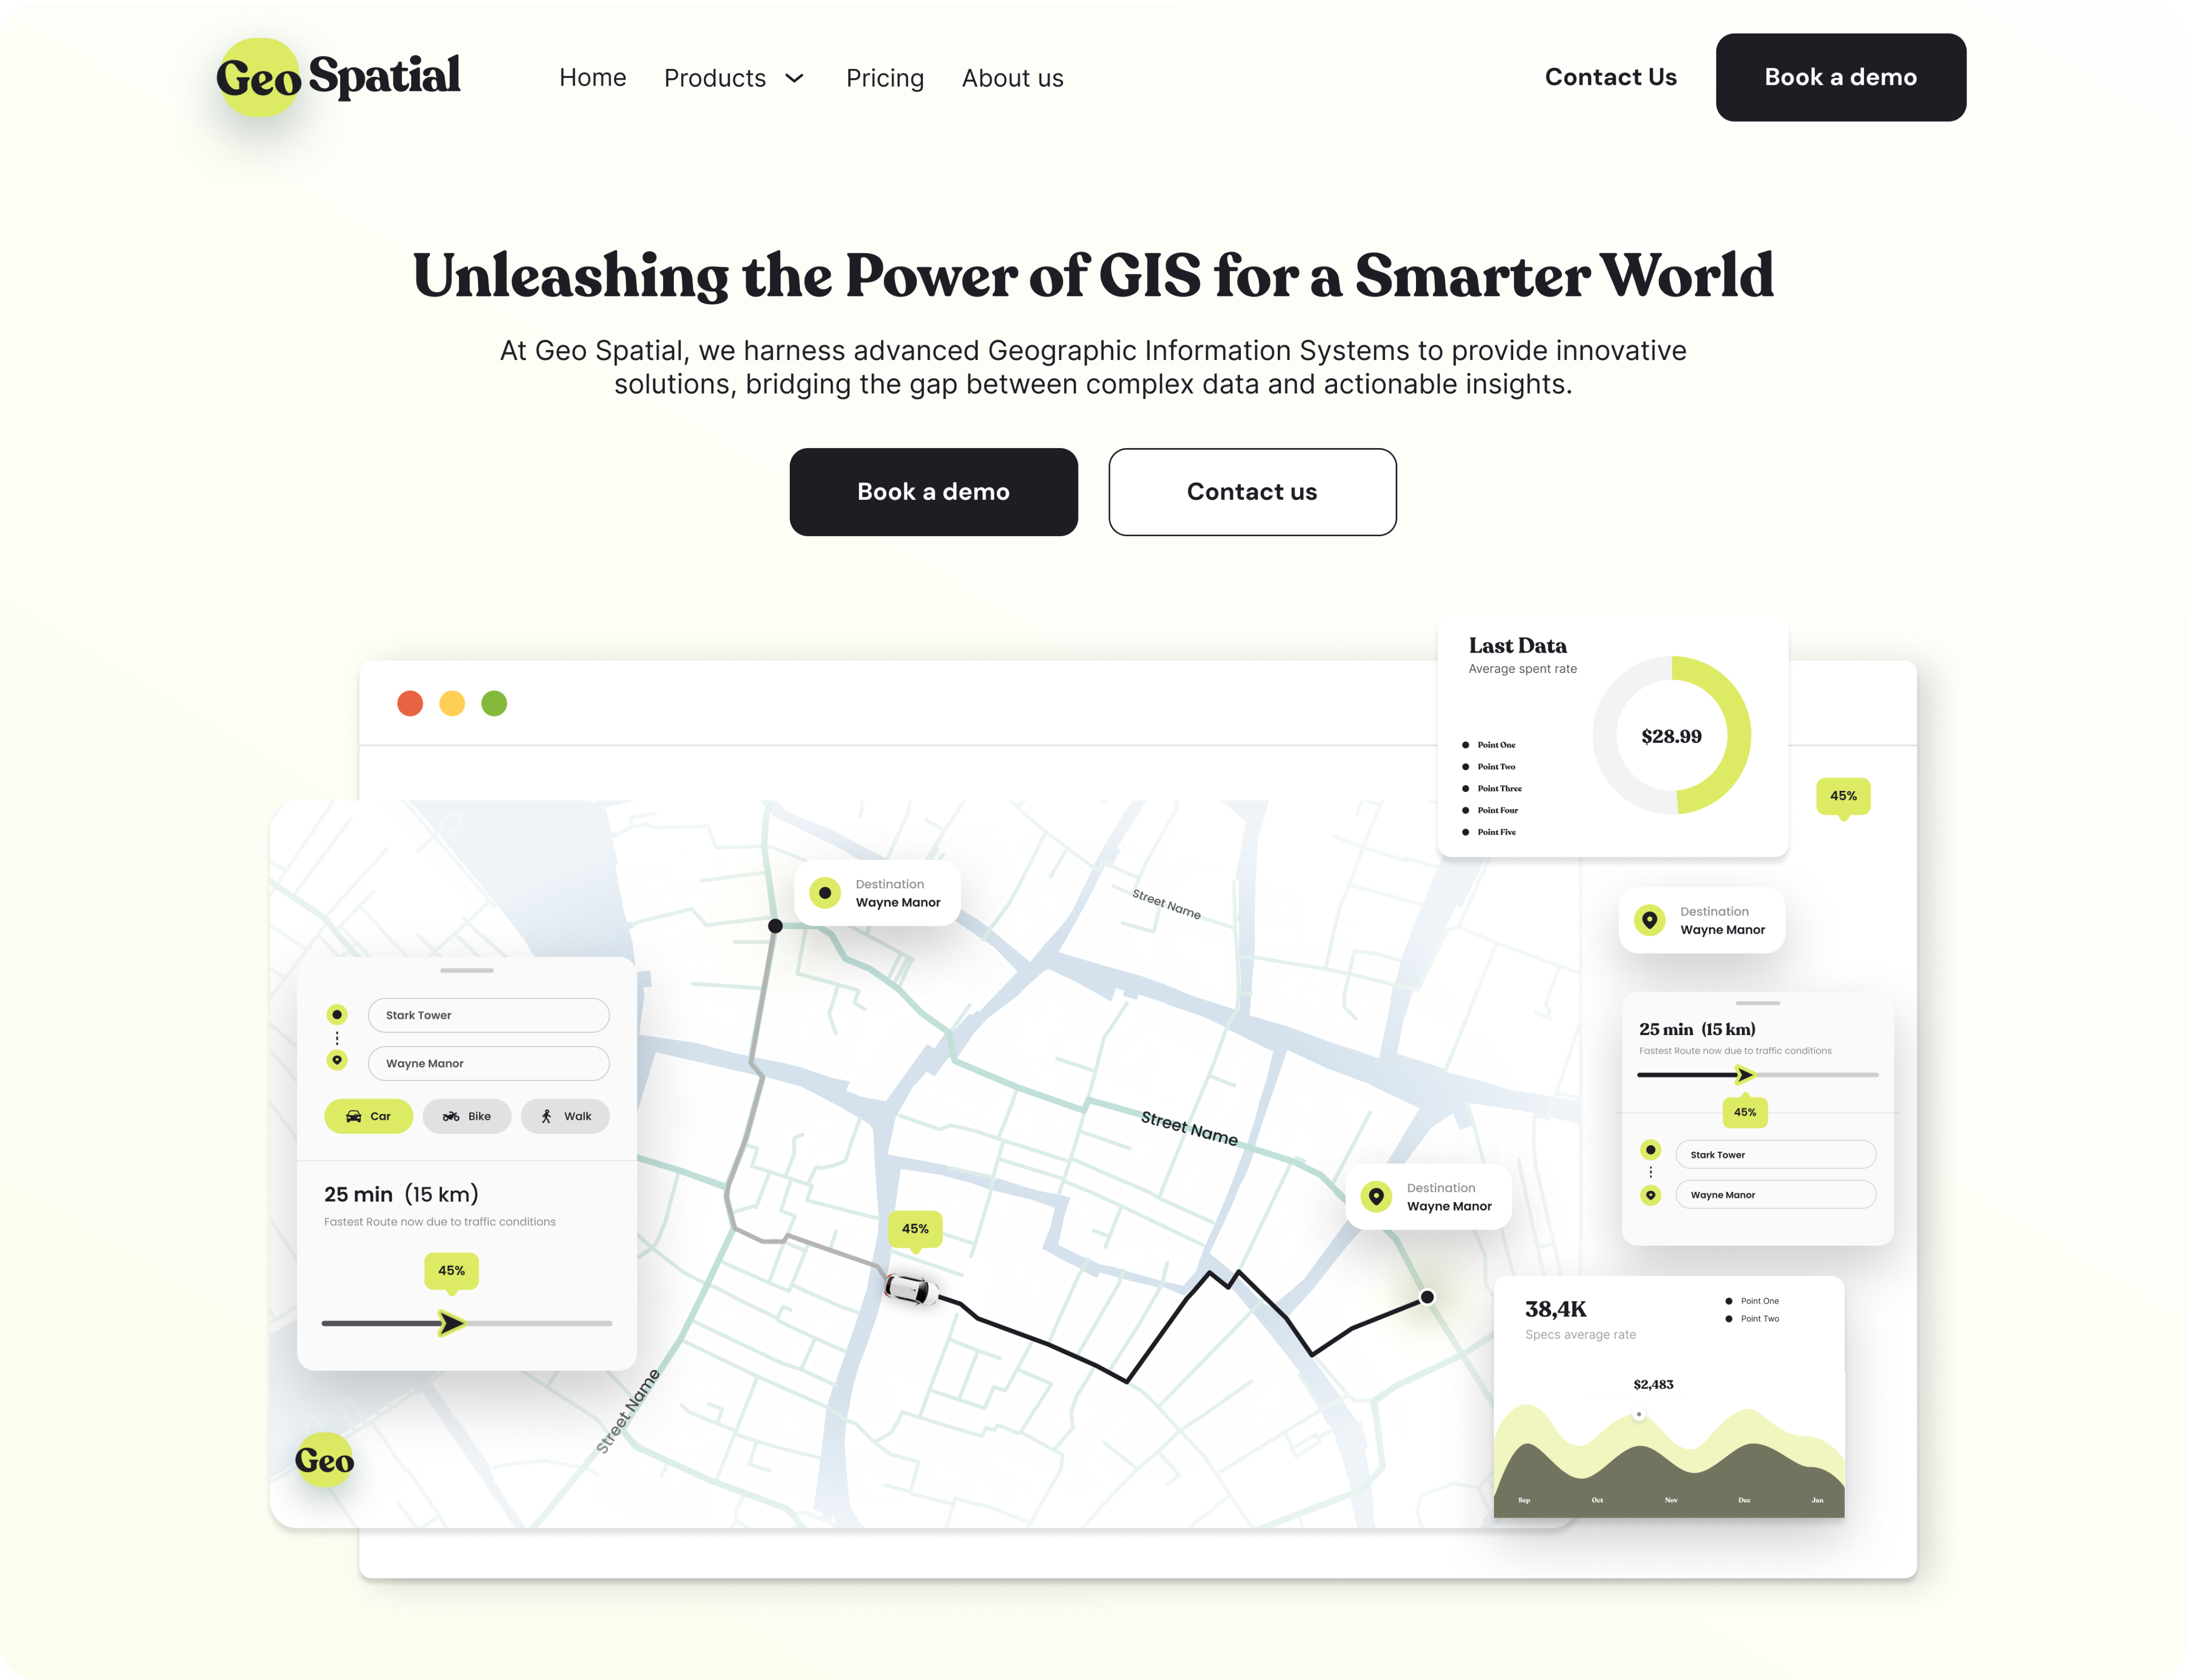 Geo Spatial
Home
Products
Pricing
About us
Contact Us
Book a demo
Unleashing the Power of GIS for a Smarter World
At Geo Spatial, we harness advanced Geographic Information Systems to provide innovative
solutions, bridging the gap between complex data and actionable insights.
Book a demo
Contact us
Last Data
Average spent rate
$28.99
Point One
Point Two
Point Three
Point Four
Point Five
45%
Destination
Wayne Manor
Street Name
Destination
Wayne Manor
Stark Tower
Wayne Manor
Car
Bike
Walk
25 min (15 km)
Fastest Route now due to traffic conditions
45%
Street Name
Destination
Wayne Manor
45%
Street Name
Geo
25 min (15 km)
Fastest Route now due to traffic conditions
45%
Stark Tower
Wayne Manor
38,4K
Specs average rate
Point One
Point Two
$2,483
Sep
Oct
Nov
Dec
Jan